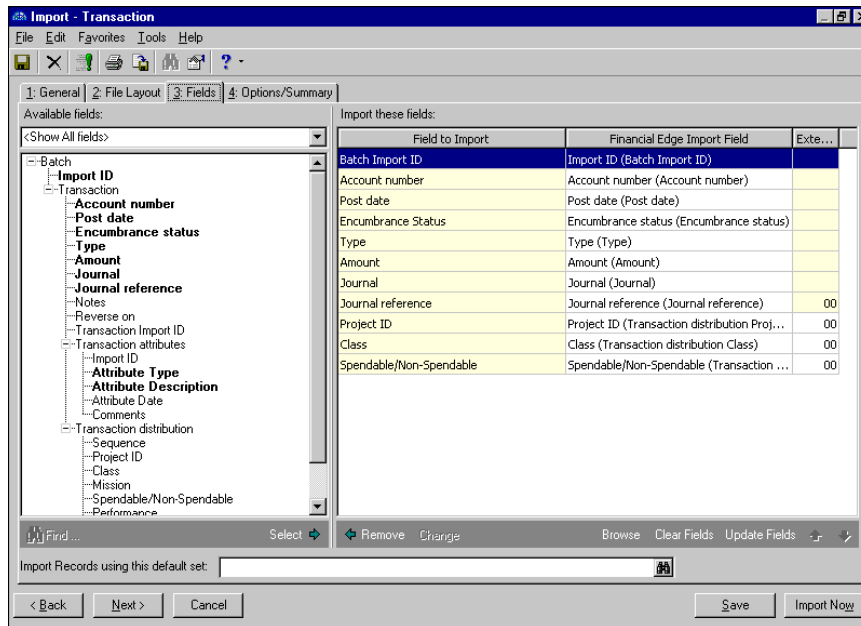 Import - Transaction
File Edit Favorites Tools Help
1: General 2: File Layout 3: Fields 4: Options/Summary
Available fields:
<Show All fields>
Batch
Import ID
Transaction
Account number
Post date
Encumbrance status
Type
Amount
Journal
Journal reference
Notes
Reverse on
Transaction Import ID
Transaction attributes
Import ID
Attribute Type
Attribute Description
Attribute Date
Comments
Transaction distribution
Sequence
Project ID
Class
Mission
Spendable/Non-Spendable
Performance
Find... Select
Import these fields:
Field to Import Financial Edge Import Field Exte...
Batch Import ID Import ID (Batch Import ID)
Account number Account number (Account number)
Post date Post date (Post date)
Encumbrance Status Encumbrance status (Encumbrance status)
Type Type (Type)
Amount Amount (Amount)
Journal Journal (Journal)
Journal reference Journal reference (Journal reference) 00
Project ID Project ID (Transaction distribution Proj... 00
Class Class (Transaction distribution Class) 00
Spendable/Non-Spendable Spendable/Non-Spendable (Transaction ... 00
Remove Change Browse Clear Fields Update Fields
Import Records using this default set:
< Back Next > Cancel Save Import Now